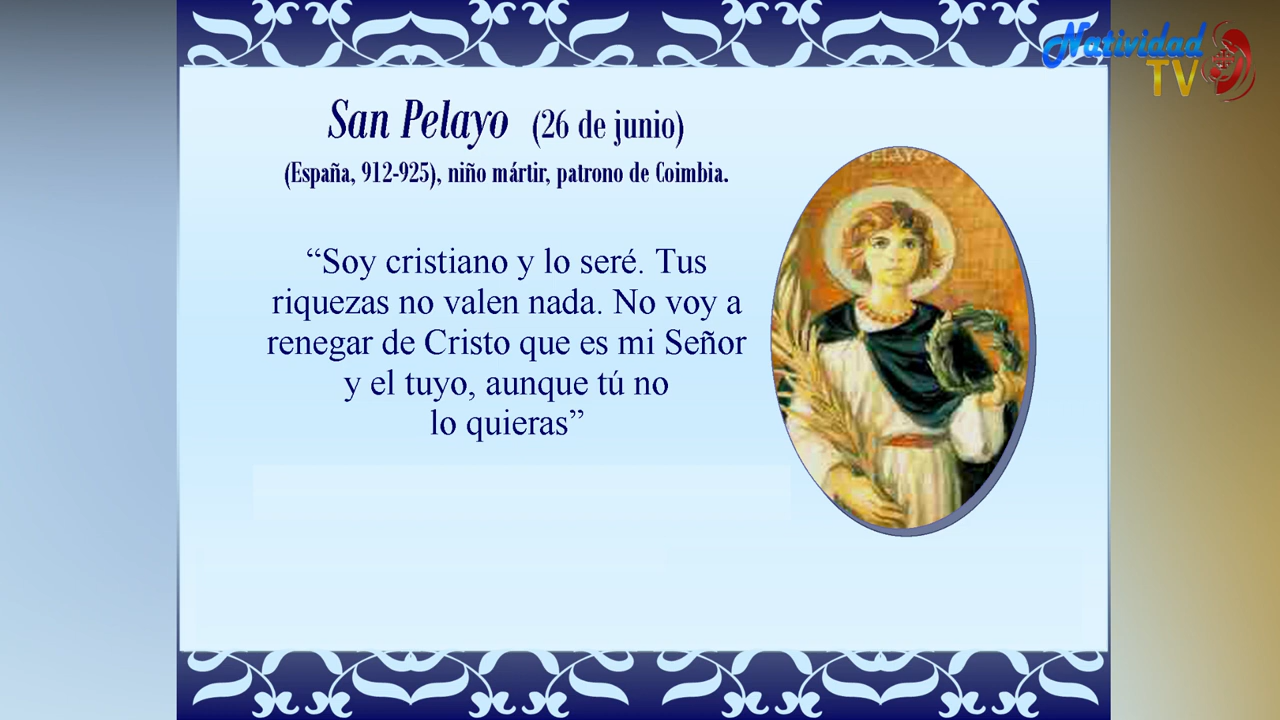 Natividad
TV
San Pelayo (26 de junio)
(España, 912-925), niño mártir, patrono de Coimbia.
PELAYO
“Soy cristiano y lo seré. Tus
riquezas no valen nada. No voy a
renegar de Cristo que es mi Señor
y el tuyo, aunque tú no
lo quieras”